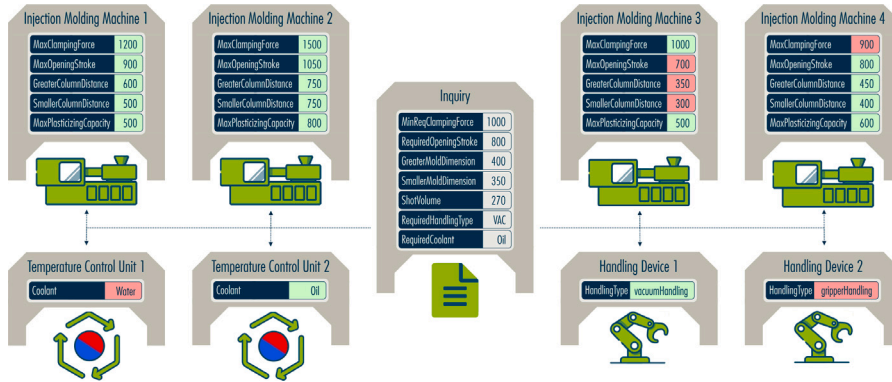 Injection Molding Machine 1
MaxClampingForce 1200
MaxOpeningStroke 900
GreaterColumnDistance 600
SmallerColumnDistance 500
MaxPlasticizingCapacity 500
Injection Molding Machine 2
MaxClampingForce 1500
MaxOpeningStroke 1050
GreaterColumnDistance 750
SmallerColumnDistance 750
MaxPlasticizingCapacity 800
Inquiry
MinReqClampingForce 1000
RequiredOpeningStroke 800
GreaterMoldDimension 400
SmallerMoldDimension 350
ShotVolume 270
RequiredHandlingType VAC
RequiredCoolant Oil
Injection Molding Machine 3
MaxClampingForce 1000
MaxOpeningStroke 700
GreaterColumnDistance 350
SmallerColumnDistance 300
MaxPlasticizingCapacity 500
Injection Molding Machine 4
MaxClampingForce 900
MaxOpeningStroke 800
GreaterColumnDistance 450
SmallerColumnDistance 400
MaxPlasticizingCapacity 600
Temperature Control Unit 1
Coolant Water
Temperature Control Unit 2
Coolant Oil
Handling Device 1
HandlingType vacuumHandling
Handling Device 2
HandlingType gripperHandling